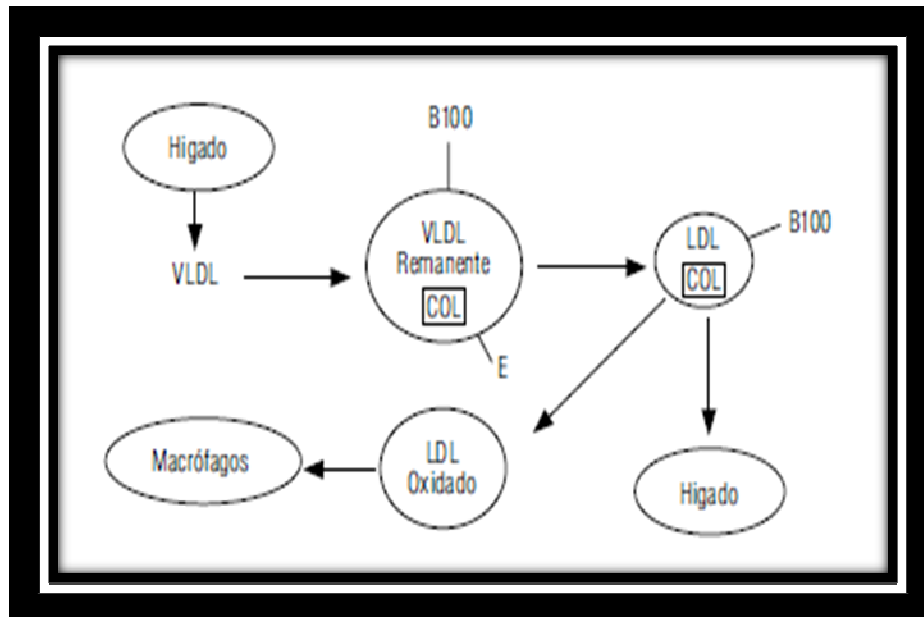 Higado
VLDL
B100
VLDL
Remanente
COL
E
LDL
COL
B100
Macrófagos
LDL
Oxidado
Higado